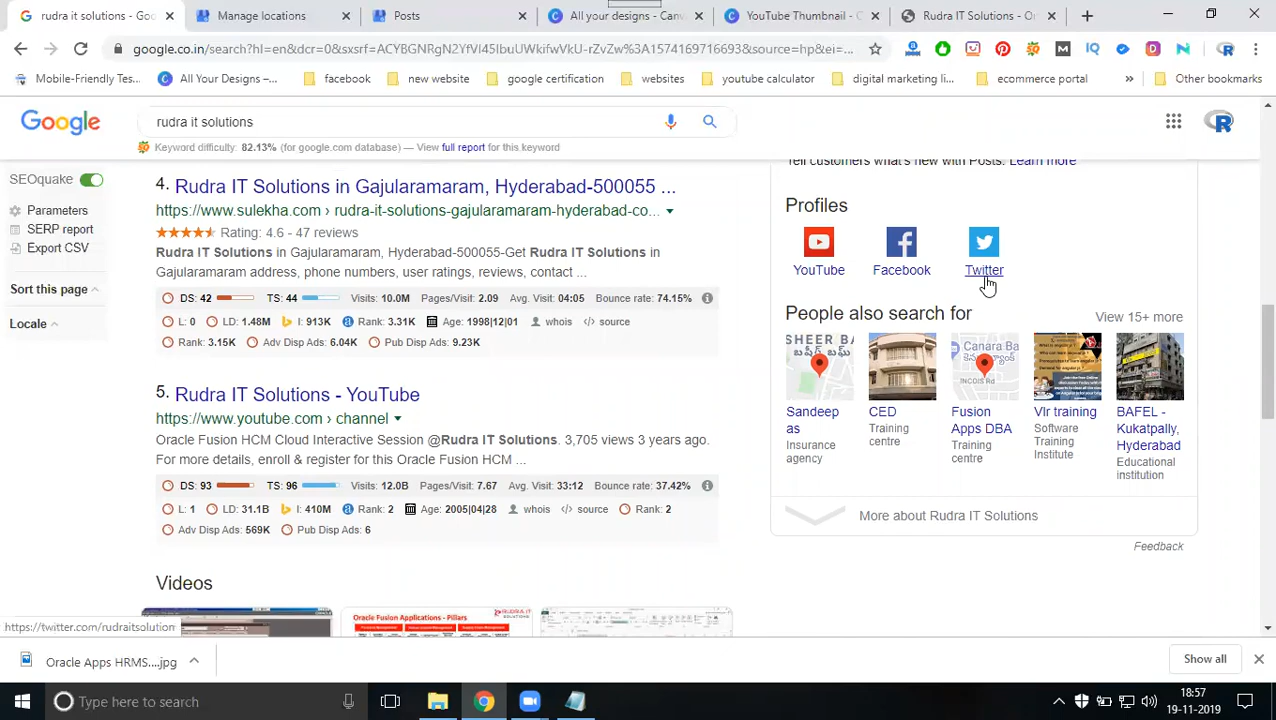 rudra it solutions - Goo
Manage locations
Posts
All your designs - Canv
YouTube Thumbnail - C
Rudra IT Solutions - Or
google.co.in/search?hl=en&dcr=0&sxsrf=ACYBGNRgN2YfVl45lbuUWkifwVkU-rZvZw%3A1574169716693&source=hp&ei=...
Mobile-Friendly Tes...
All Your Designs –...
facebook
new website
google certification
websites
youtube calculator
digital marketing li...
ecommerce portal
Other bookmarks
Google
rudra it solutions
Keyword difficulty: 82.13% (for google.com database) — View full report for this keyword
SEOquake
Parameters
SERP report
Export CSV
Sort this page
Locale
4. Rudra IT Solutions in Gajularamaram, Hyderabad-500055 ...
https://www.sulekha.com › rudra-it-solutions-gajularamaram-hyderabad-co...
Rating: 4.6 - 47 reviews
Rudra IT Solutions in Gajularamaram, Hyderabad-500055-Get Rudra IT Solutions in
Gajularamaram address, phone numbers, user ratings, reviews, contact ...
DS: 42 TS: 44 Visits: 10.0M Pages/Visit: 2.09 Avg. Visit: 04:05 Bounce rate: 74.15%
L: 0 LD: 1.48M I: 913K Rank: 3.31K Age: 1998|12|01 whois source
Rank: 3.15K Adv Disp Ads: 6.04K Pub Disp Ads: 9.23K
5. Rudra IT Solutions - YouTube
https://www.youtube.com › channel
Oracle Fusion HCM Cloud Interactive Session @Rudra IT Solutions. 3,705 views 3 years ago.
For more details, enrol & register for this Oracle Fusion HCM ...
DS: 93 TS: 96 Visits: 12.0B Pages/Visit: 7.67 Avg. Visit: 33:12 Bounce rate: 37.42%
L: 1 LD: 31.1B I: 410M Rank: 2 Age: 2005|04|28 whois source Rank: 2
Adv Disp Ads: 569K Pub Disp Ads: 6
Videos
Oracle Fusion Applications - Pillars
Tell customers what's new with Posts. Learn more
Profiles
YouTube
Facebook
Twitter
People also search for
View 15+ more
SHEER BA
Canara Ba
INCOIS Rd
Sandeep
as
Insurance
agency
CED
Training
centre
Fusion
Apps DBA
Training
centre
Vlr training
Software
Training
Institute
BAFEL -
Kukatpally,
Hyderabad
Educational
institution
More about Rudra IT Solutions
Feedback
https://twitter.com/rudraitsolution
Oracle Apps HRMS....jpg
Show all
Type here to search
18:57
19-11-2019